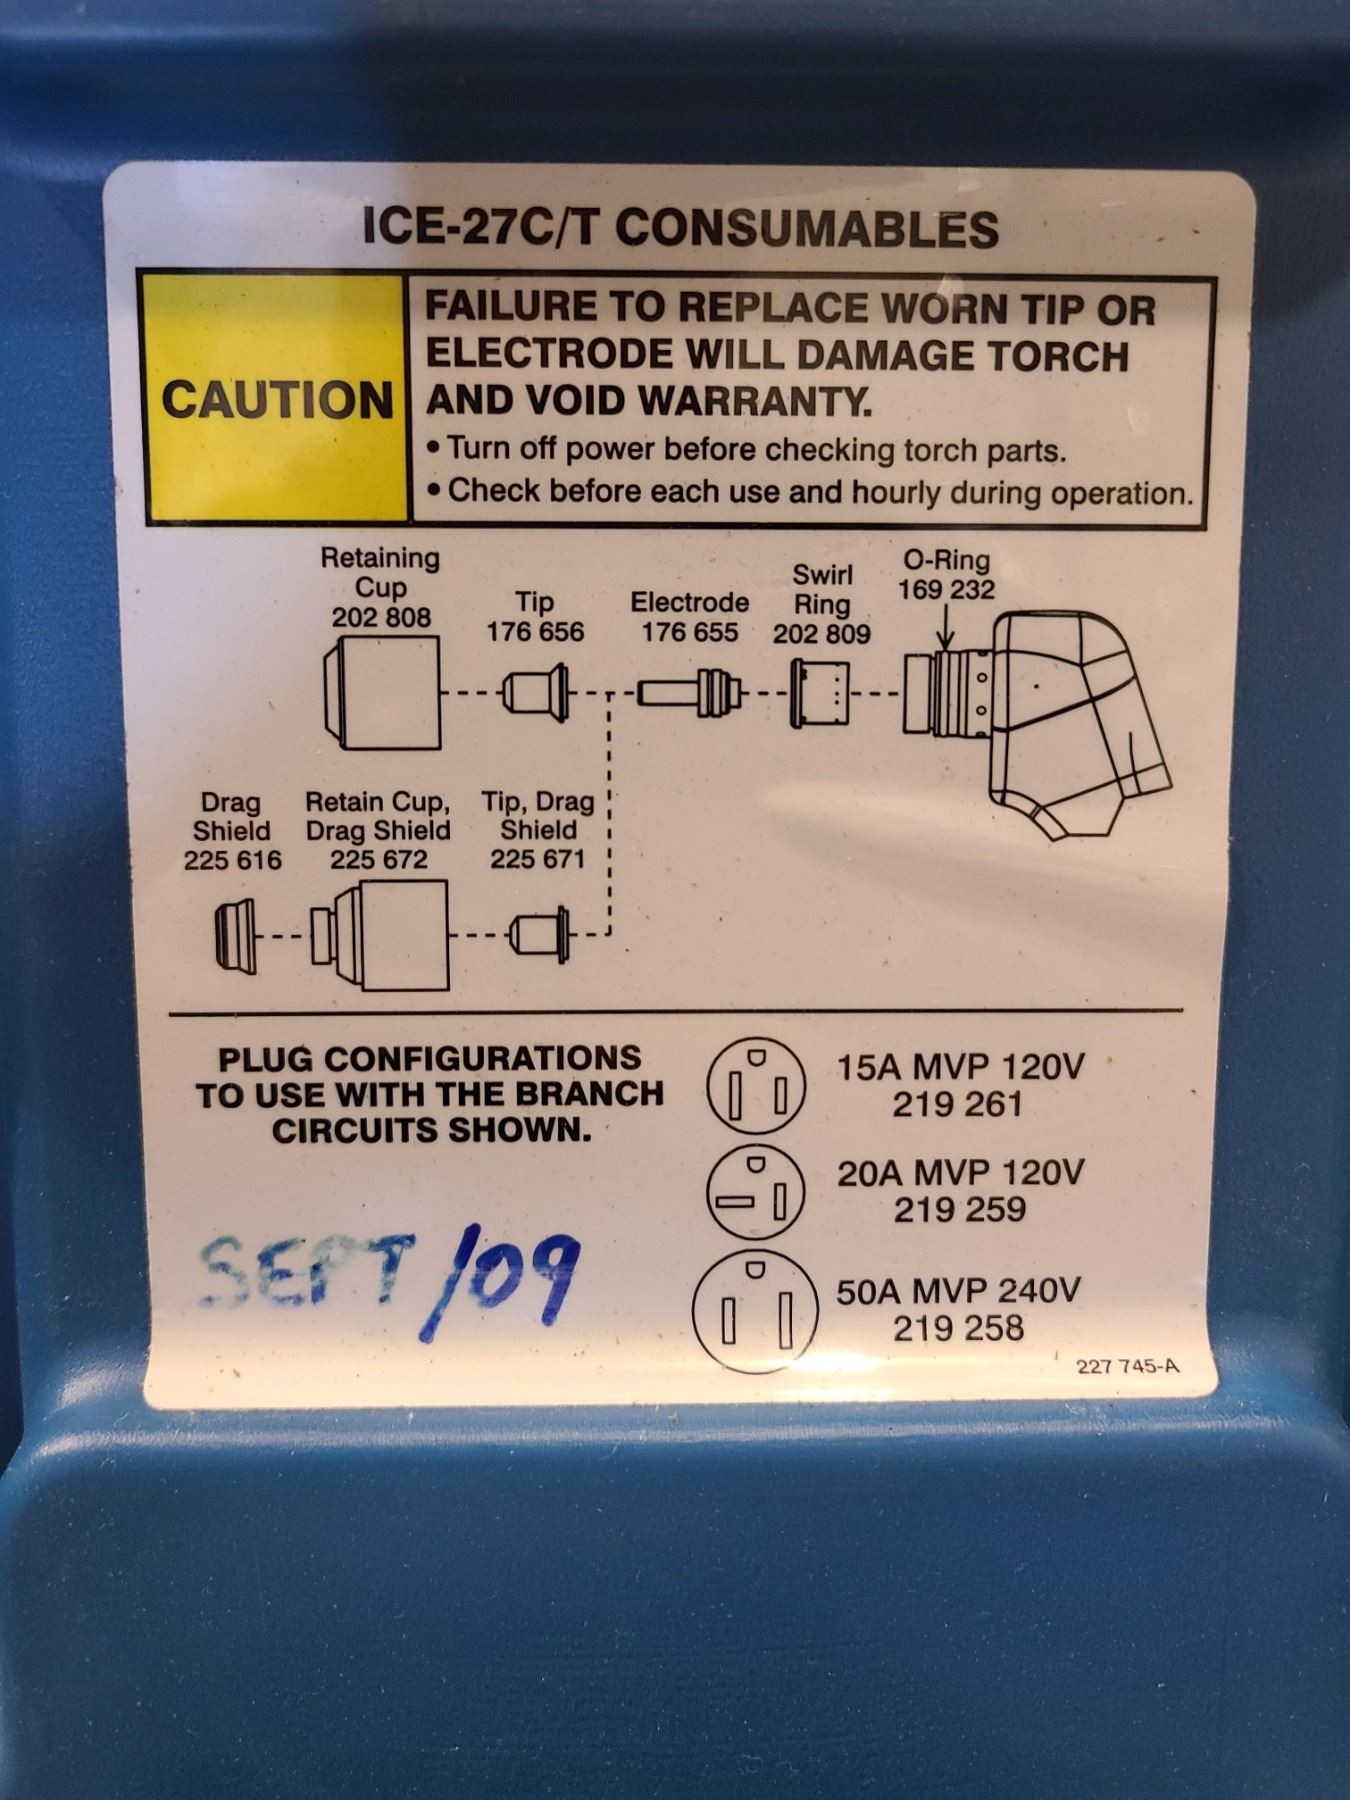 ICE-27C/T CONSUMABLES
CAUTION
FAILURE TO REPLACE WORN TIP OR
ELECTRODE WILL DAMAGE TORCH
AND VOID WARRANTY.
• Turn off power before checking torch parts.
• Check before each use and hourly during operation.
Retaining
Cup
202 808
Tip
176 656
Electrode
176 655
Swirl
Ring
202 809
O-Ring
169 232
Drag
Shield
225 616
Retain Cup,
Drag Shield
225 672
Tip, Drag
Shield
225 671
PLUG CONFIGURATIONS
TO USE WITH THE BRANCH
CIRCUITS SHOWN.
15A MVP 120V
219 261
20A MVP 120V
219 259
50A MVP 240V
219 258
SEPT/09
227 745-A